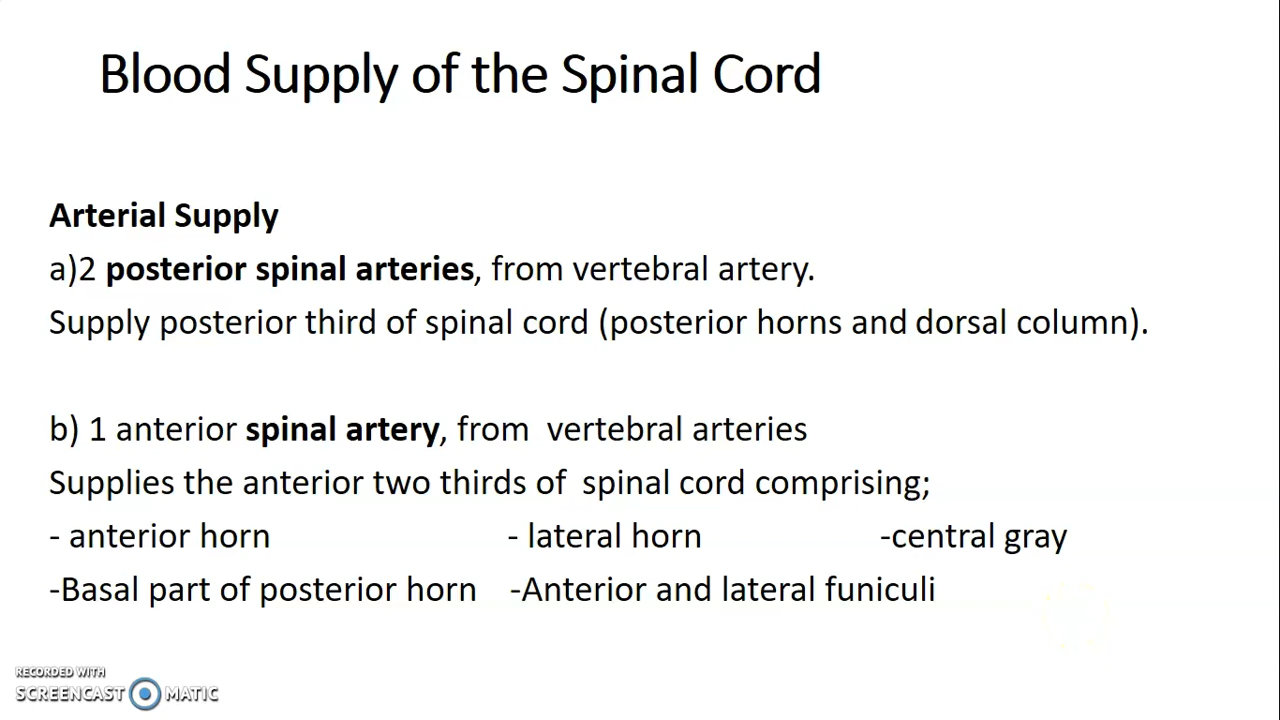 Blood Supply of the Spinal Cord
Arterial Supply
a)2 posterior spinal arteries, from vertebral artery.
Supply posterior third of spinal cord (posterior horns and dorsal column).
b) 1 anterior spinal artery, from  vertebral arteries
Supplies the anterior two thirds of  spinal cord comprising;
- anterior horn - lateral horn -central gray
-Basal part of posterior horn -Anterior and lateral funiculi
RECORDED WITH
SCREENCAST MATIC